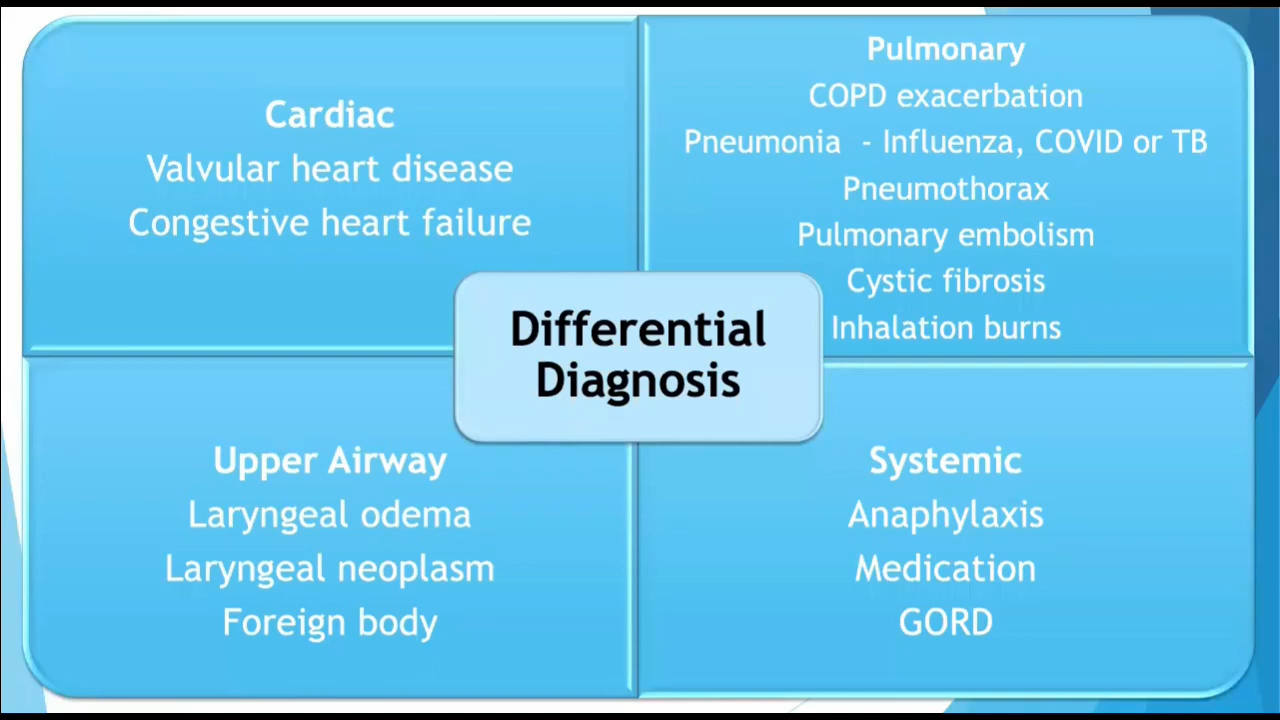 Cardiac
Valvular heart disease
Congestive heart failure
Pulmonary
COPD exacerbation
Pneumonia  - Influenza, COVID or TB
Pneumothorax
Pulmonary embolism
Cystic fibrosis
Inhalation burns
Differential
Diagnosis
Upper Airway
Laryngeal odema
Laryngeal neoplasm
Foreign body
Systemic
Anaphylaxis
Medication
GORD